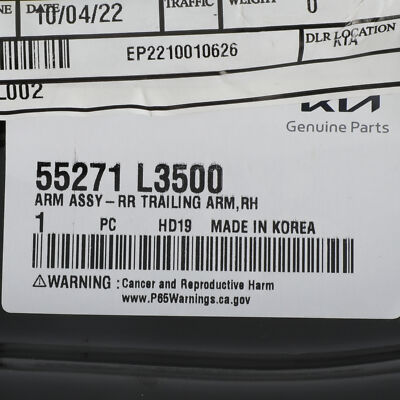 NE DATE TRAFFIC WEIGHT
10/04/22 0
DLR LOCATION
EP2210010626 KIA
L002
KIA
Genuine Parts
55271 L3500
ARM ASSY-RR TRAILING ARM,RH
1 PC HD19 MADE IN KOREA
⚠WARNING :Cancer and Reproductive Harm
www.P65Warnings.ca.gov